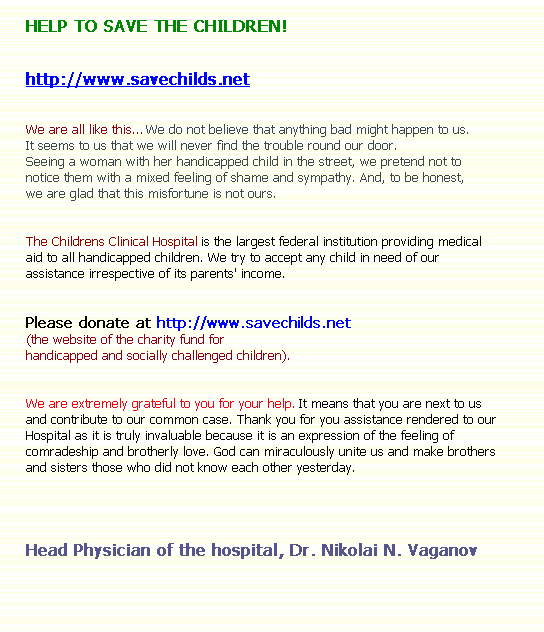 HELP TO SAVE THE CHILDREN!
http://www.savechilds.net
We are all like this... We do not believe that anything bad might happen to us.
It seems to us that we will never find the trouble round our door.
Seeing a woman with her handicapped child in the street, we pretend not to
notice them with a mixed feeling of shame and sympathy. And, to be honest,
we are glad that this misfortune is not ours.
The Childrens Clinical Hospital is the largest federal institution providing medical
aid to all handicapped children. We try to accept any child in need of our
assistance irrespective of its parents' income.
Please donate at http://www.savechilds.net
(the website of the charity fund for
handicapped and socially challenged children).
We are extremely grateful to you for your help. It means that you are next to us
and contribute to our common case. Thank you for you assistance rendered to our
Hospital as it is truly invaluable because it is an expression of the feeling of
comradeship and brotherly love. God can miraculously unite us and make brothers
and sisters those who did not know each other yesterday.
Head Physician of the hospital, Dr. Nikolai N. Vaganov